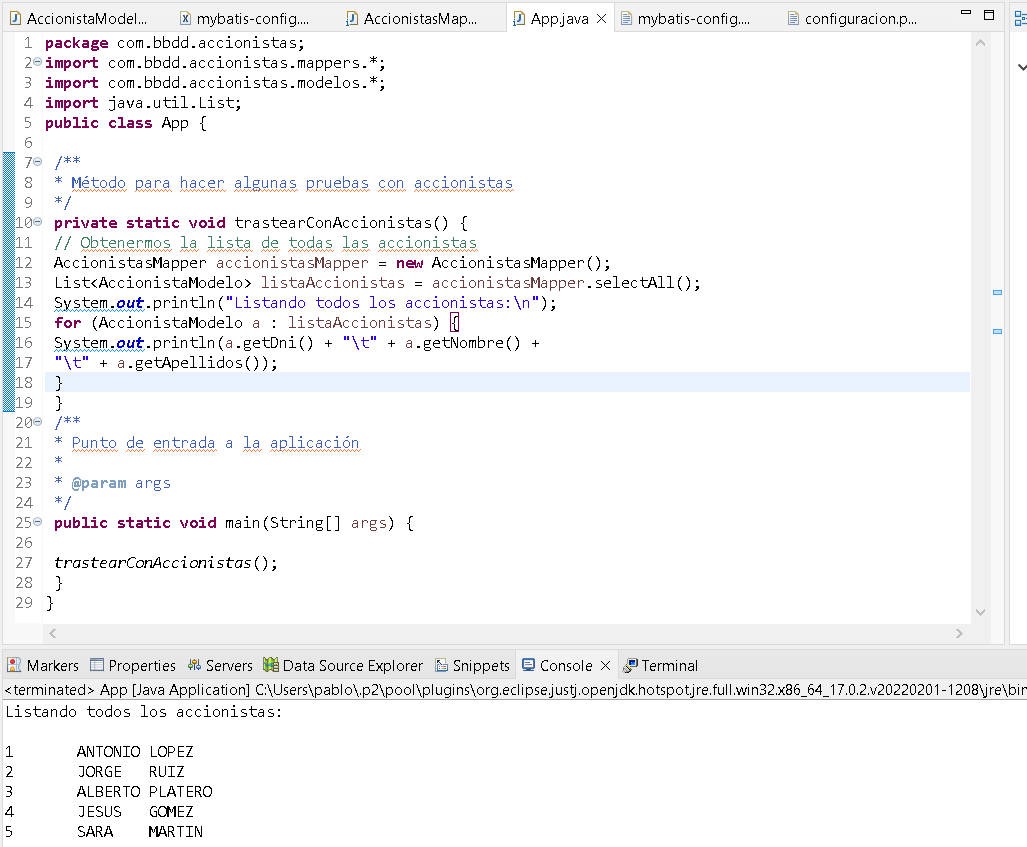 AccionistaModel... mybatis-config.... AccionistasMap... App.java mybatis-config.... configuracion.p...
1 package com.bbdd.accionistas;
2 import com.bbdd.accionistas.mappers.*;
3 import com.bbdd.accionistas.modelos.*;
4 import java.util.List;
5 public class App {
6
7 /**
8 * Método para hacer algunas pruebas con accionistas
9 */
10 private static void trastearConAccionistas() {
11 // Obtenermos la lista de todas las accionistas
12 AccionistasMapper accionistasMapper = new AccionistasMapper();
13 List<AccionistaModelo> listaAccionistas = accionistasMapper.selectAll();
14 System.out.println("Listando todos los accionistas:\n");
15 for (AccionistaModelo a : listaAccionistas) {
16 System.out.println(a.getDni() + "\t" + a.getNombre() +
17 "\t" + a.getApellidos());
18 }
19 }
20 /**
21 * Punto de entrada a la aplicación
22 *
23 * @param args
24 */
25 public static void main(String[] args) {
26
27 trastearConAccionistas();
28 }
29 }
Markers Properties Servers Data Source Explorer Snippets Console Terminal
<terminated> App [Java Application] C:\Users\pablo\.p2\pool\plugins\org.eclipse.justj.openjdk.hotspot.jre.full.win32.x86_64_17.0.2.v20220201-1208\jre\bin
Listando todos los accionistas:
1 ANTONIO LOPEZ
2 JORGE RUIZ
3 ALBERTO PLATERO
4 JESUS GOMEZ
5 SARA MARTIN